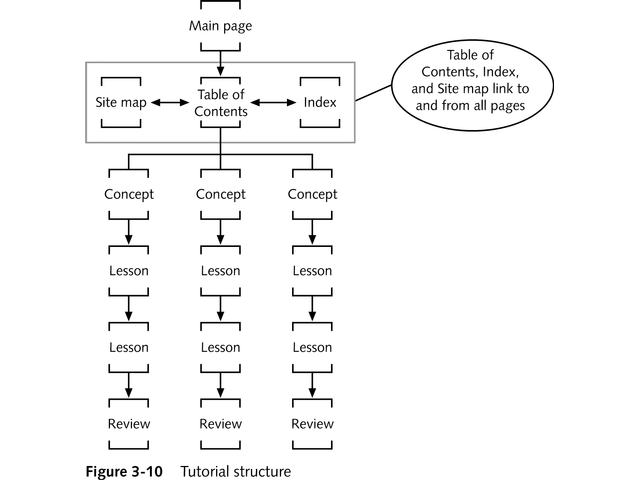 Main page
Site map
Table of
Contents
Index
Table of
Contents, Index,
and Site map link to
and from all pages
Concept
Concept
Concept
Lesson
Lesson
Lesson
Lesson
Lesson
Lesson
Review
Review
Review
Figure 3-10 Tutorial structure